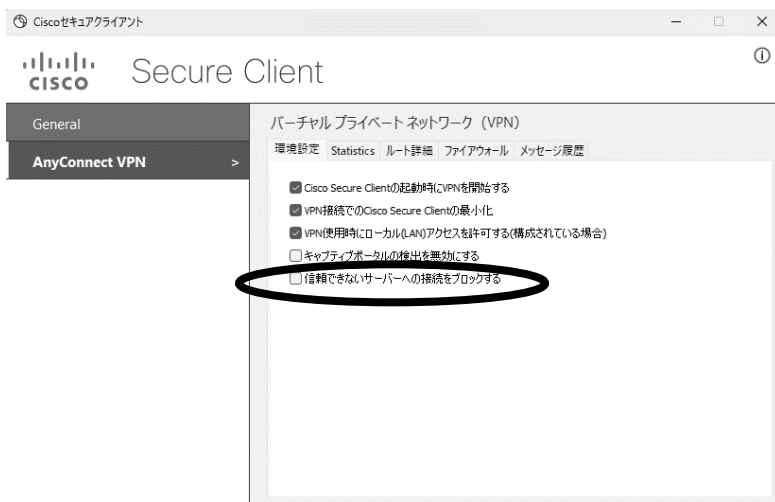 Ciscoセキュアクライアント
CISCO
Secure Client
General
AnyConnect VPN >
バーチャル プライベート ネットワーク (VPN)
環境設定 Statistics ルート詳細 ファイアウォール メッセージ履歴
Cisco Secure Clientの起動時にVPNを開始する
VPN接続でのCisco Secure Clientの最小化
VPN使用時にローカル(LAN)アクセスを許可する(構成されている場合)
キャプティブポータルの検出を無効にする
信頼できないサーバーへの接続をブロックする